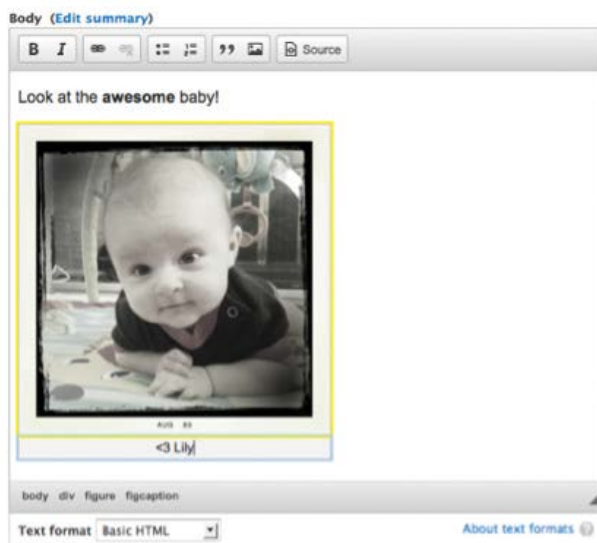 Body (Edit summary)
B I Source
Look at the awesome baby!
AUG
<3 Lily
body div figure figcaption
Text format Basic HTML About text formats